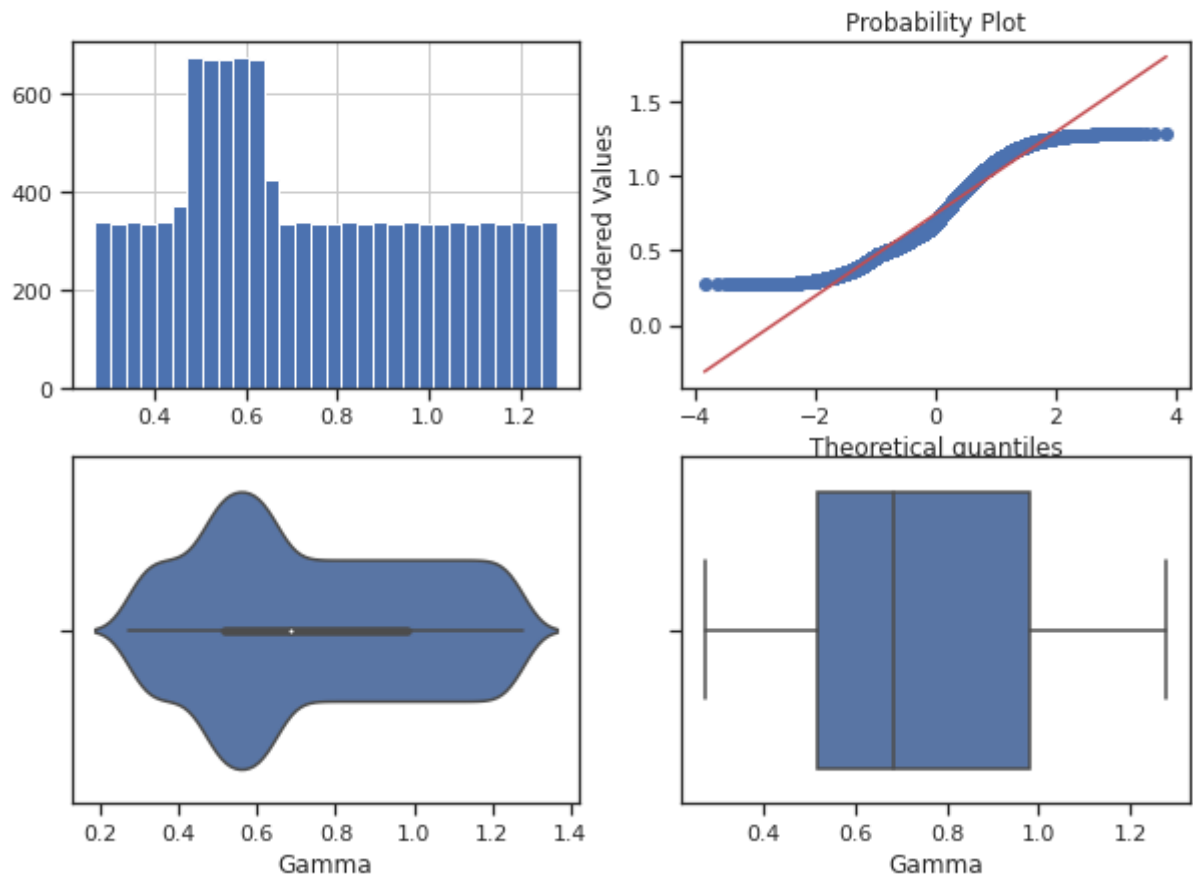 Probability Plot
600
400
200
0
0.4 0.6 0.8 1.0 1.2
Ordered Values
1.5
1.0
0.5
0.0
−4 −2 0 2 4
Theoretical quantiles
0.2 0.4 0.6 0.8 1.0 1.2 1.4
Gamma
0.4 0.6 0.8 1.0 1.2
Gamma